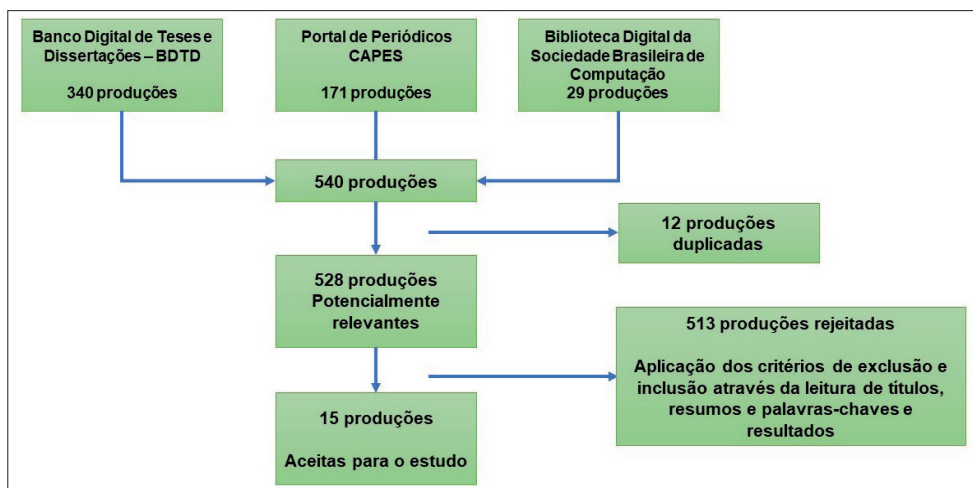 Banco Digital de Teses e
Dissertações – BDTD
340 produções
Portal de Periódicos
CAPES
171 produções
Biblioteca Digital da
Sociedade Brasileira de
Computação
29 produções
540 produções
12 produções
duplicadas
528 produções
Potencialmente
relevantes
513 produções rejeitadas
Aplicação dos critérios de exclusão e
inclusão através da leitura de títulos,
resumos e palavras-chaves e
resultados
15 produções
Aceitas para o estudo